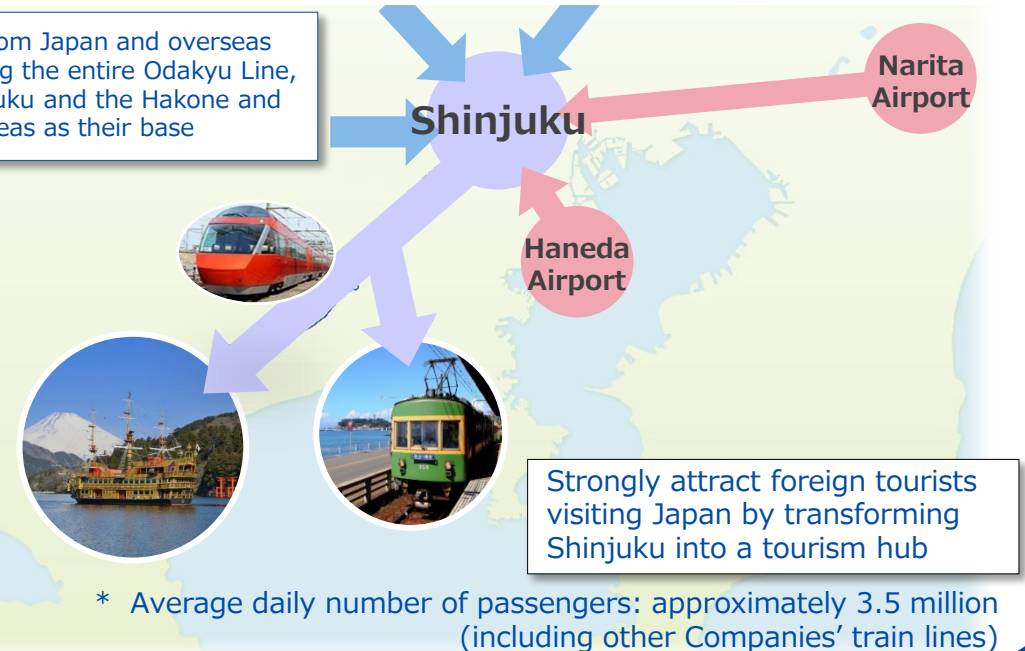 om Japan and overseas
g the entire Odakyu Line,
uku and the Hakone and
eas as their base
Shinjuku
Narita
Airport
Haneda
Airport
Strongly attract foreign tourists
visiting Japan by transforming
Shinjuku into a tourism hub
* Average daily number of passengers: approximately 3.5 million
(including other Companies’ train lines)